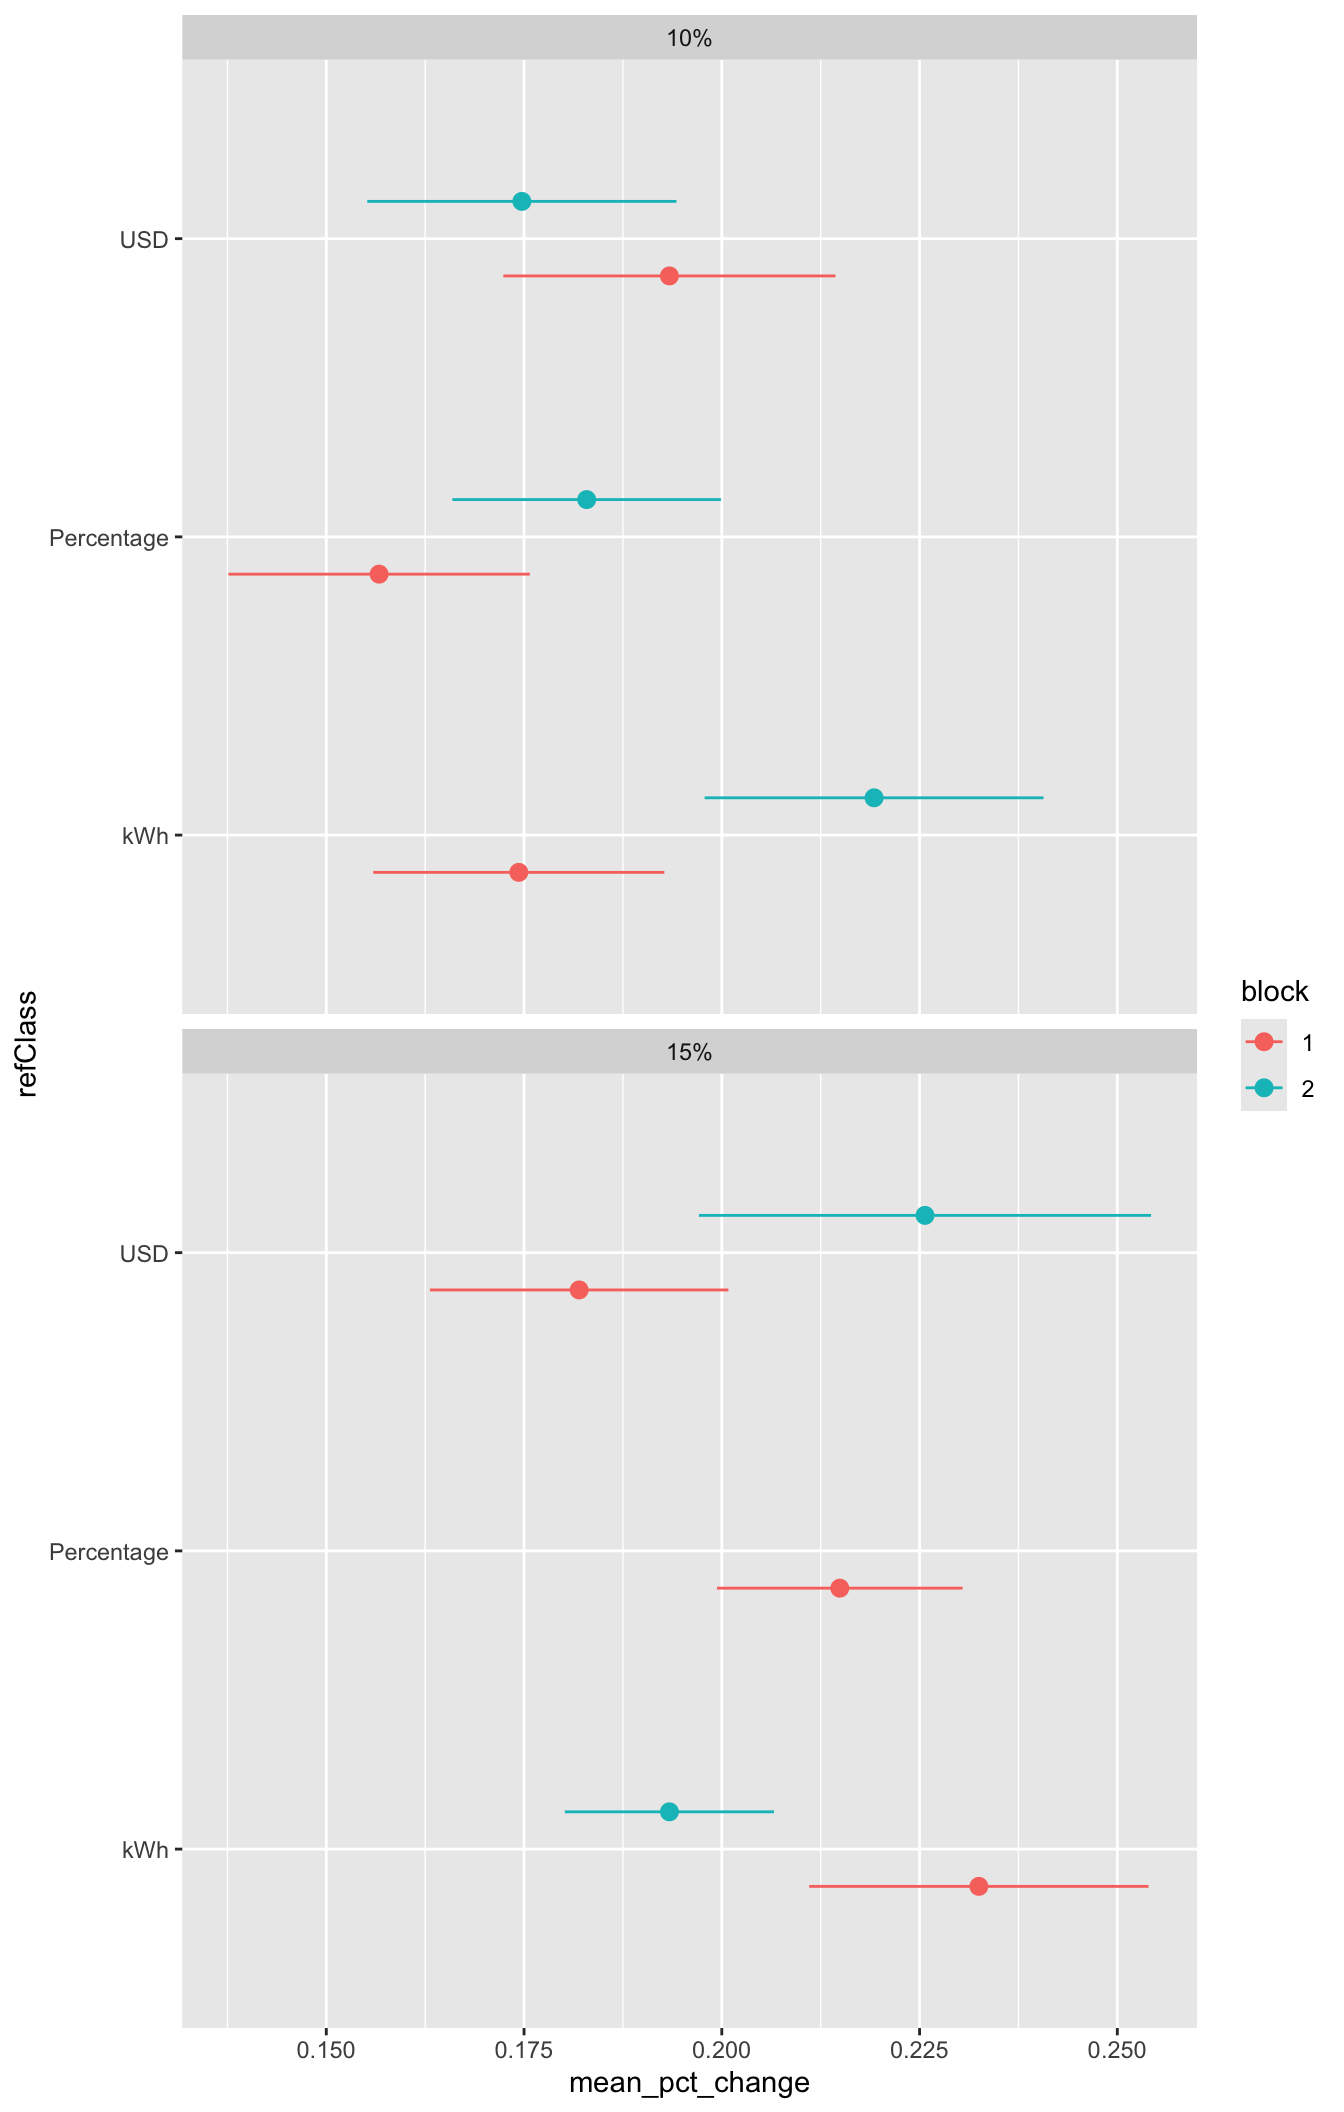 10%
USD
Percentage
kWh
refClass
block
1
2
15%
USD
Percentage
kWh
0.150 0.175 0.200 0.225 0.250
mean_pct_change